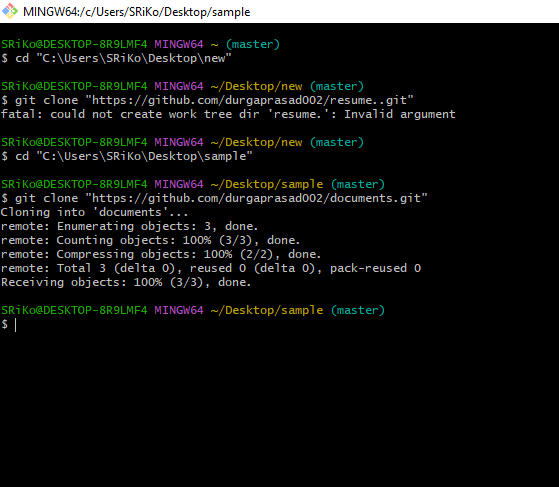 MINGW64:/c/Users/SRiKo/Desktop/sample
SRiKo@DESKTOP-8R9LMF4 MINGW64 ~ (master)
$ cd "C:\Users\SRiKo\Desktop\new"
SRiKo@DESKTOP-8R9LMF4 MINGW64 ~/Desktop/new (master)
$ git clone "https://github.com/durgaprasad002/resume..git"
fatal: could not create work tree dir 'resume.': Invalid argument
SRiKo@DESKTOP-8R9LMF4 MINGW64 ~/Desktop/new (master)
$ cd "C:\Users\SRiKo\Desktop\sample"
SRiKo@DESKTOP-8R9LMF4 MINGW64 ~/Desktop/sample (master)
$ git clone "https://github.com/durgaprasad002/documents.git"
Cloning into 'documents'...
remote: Enumerating objects: 3, done.
remote: Counting objects: 100% (3/3), done.
remote: Compressing objects: 100% (2/2), done.
remote: Total 3 (delta 0), reused 0 (delta 0), pack-reused 0
Receiving objects: 100% (3/3), done.
SRiKo@DESKTOP-8R9LMF4 MINGW64 ~/Desktop/sample (master)
$